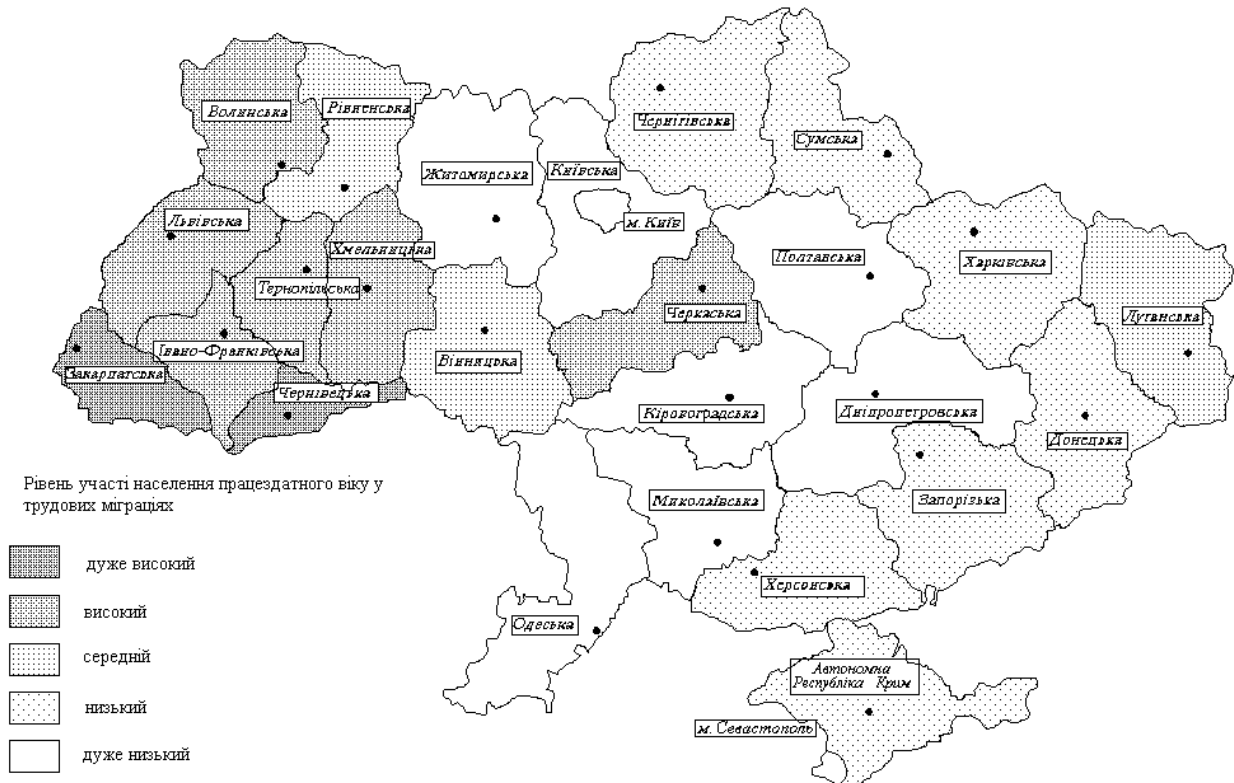 Волинська
Рівненська
Чернігівська
Сумська
Житомирська
Київська
м. Київ
Львівська
Хмельницька
Тернопільська
Полтавська
Харківська
Черкаська
Луганська
Івано-Франківська
Вінницька
Закарпатська
Чернівецька
Кіровоградська
Дніпропетровська
Донецька
Миколаївська
Запорізька
Херсонська
Одеська
Автономна
Республіка Крим
м. Севастополь
Рівень участі населення працездатного віку у
трудових міграціях
дуже високий
високий
середній
низький
дуже низький